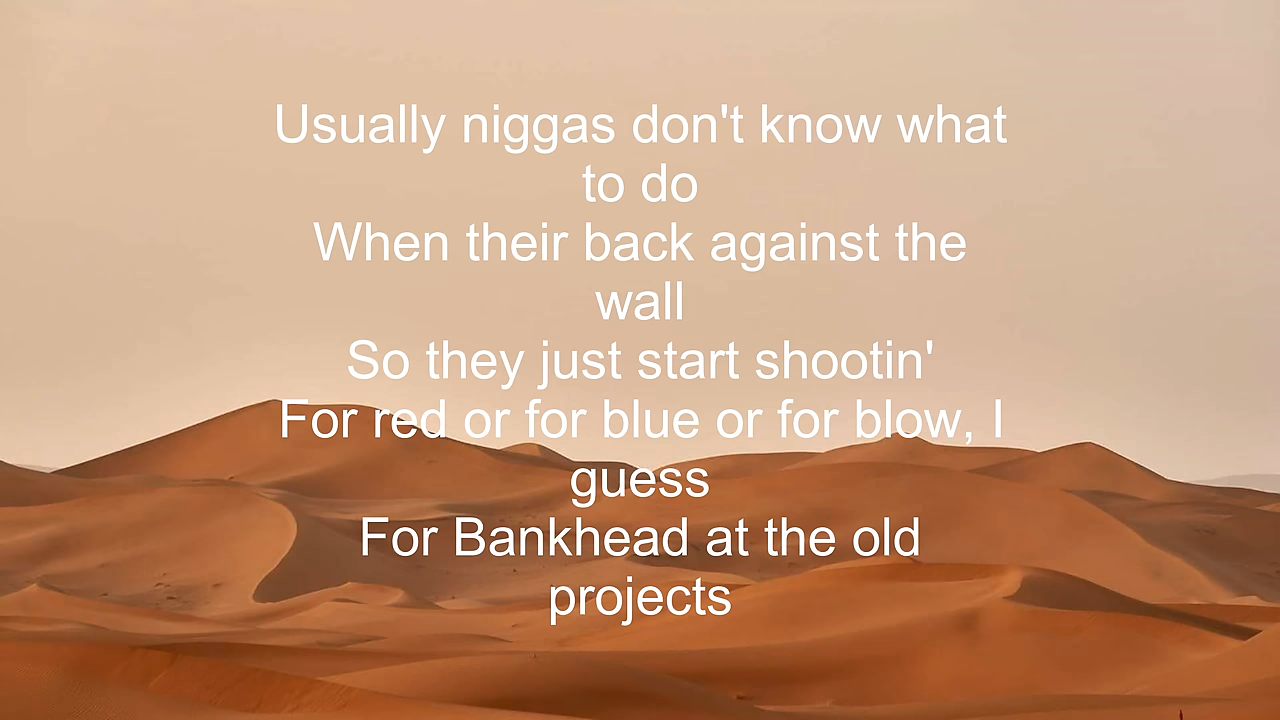 Usually niggas don't know what
to do
When their back against the
wall
So they just start shootin'
For red or for blue or for blow, I
guess
For Bankhead at the old
projects